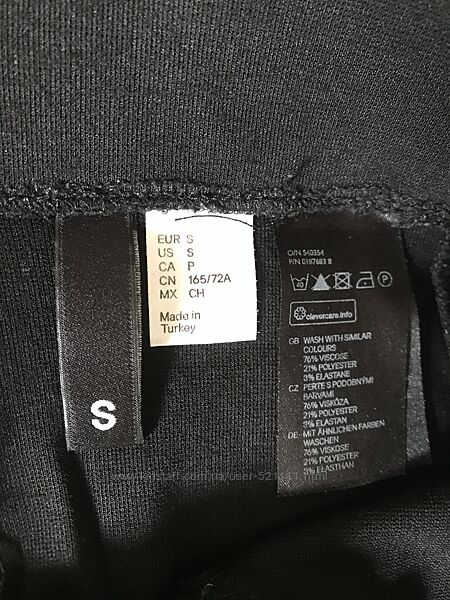 S
EUR S
US S
CA P
CN 165/72A
MX CH
Made in
Turkey
O/N 540354
P/N 0187683 8
40
P
clevercare.info
GB WASH WITH SIMILAR
COLOURS
76% VISCOSE
21% POLYESTER
3% ELASTANE
CZ PERTE S PODOBNÝMI
BARVAMI
76% VISKÓZA
21% POLYESTER
3% ELASTAN
DE MIT ÄHNLICHEN FARBEN
WASCHEN
76% VISKOSE
21% POLYESTER
3% ELASTHAN